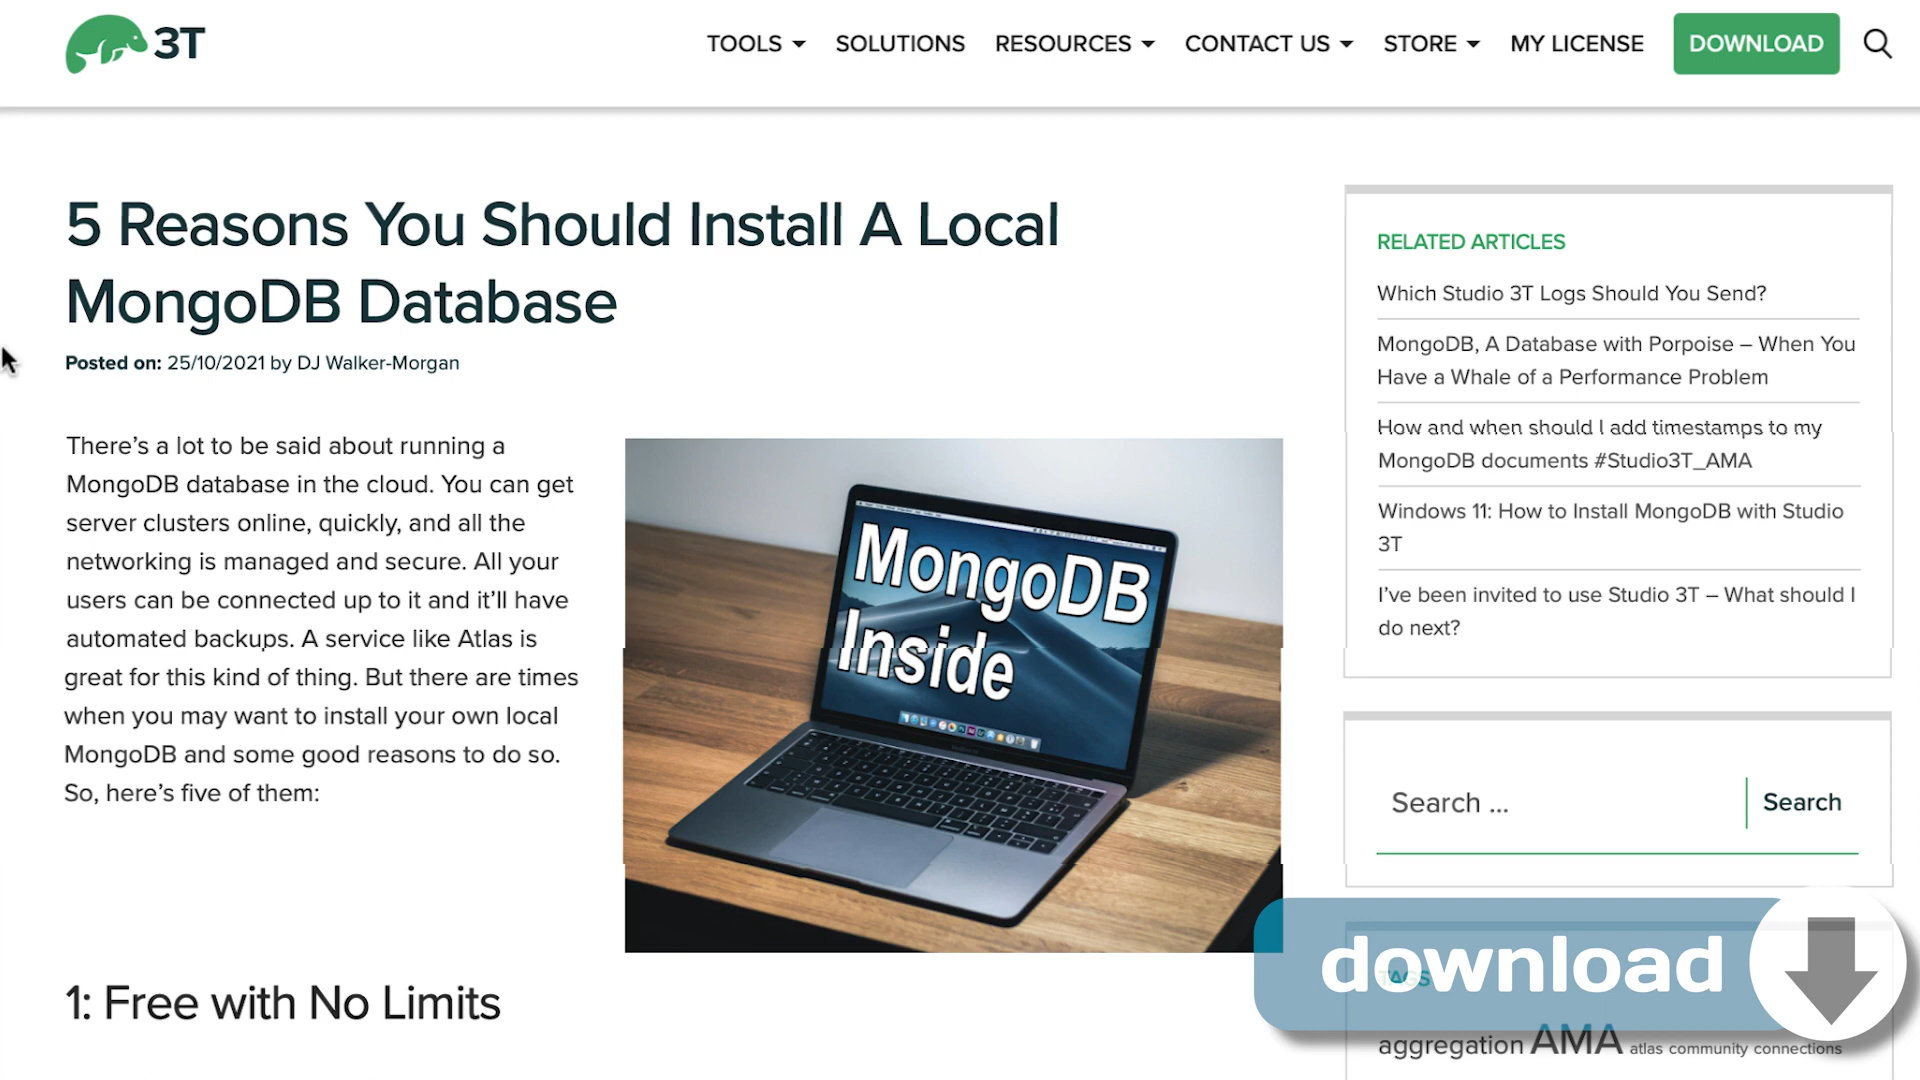 3T
TOOLS
SOLUTIONS
RESOURCES
CONTACT US
STORE
MY LICENSE
DOWNLOAD
5 Reasons You Should Install A Local
MongoDB Database
Posted on: 25/10/2021 by DJ Walker-Morgan
There's a lot to be said about running a
MongoDB database in the cloud. You can get
server clusters online, quickly, and all the
networking is managed and secure. All your
users can be connected up to it and it'll have
automated backups. A service like Atlas is
great for this kind of thing. But there are times
when you may want to install your own local
MongoDB and some good reasons to do so.
So, here's five of them:
MongoDB
Inside
1: Free with No Limits
RELATED ARTICLES
Which Studio 3T Logs Should You Send?
MongoDB, A Database with Porpoise – When You
Have a Whale of a Performance Problem
How and when should I add timestamps to my
MongoDB documents #Studio3T_AMA
Windows 11: How to Install MongoDB with Studio
3T
I've been invited to use Studio 3T – What should I
do next?
Search ...
Search
TAGS
download
aggregation AMA atlas community connections